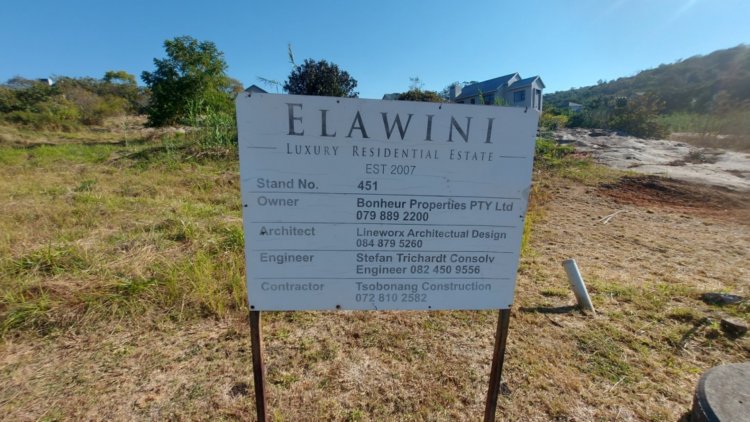 ELAWINI
LUXURY RESIDENTIAL ESTATE
EST 2007
Stand No. 451
Owner Bonheur Properties PTY Ltd
079 889 2200
Architect Lineworx Architectual Design
084 879 5260
Engineer Stefan Trichardt Consolv
Engineer 082 450 9556
Contractor Tsobonang Construction
072 810 2582